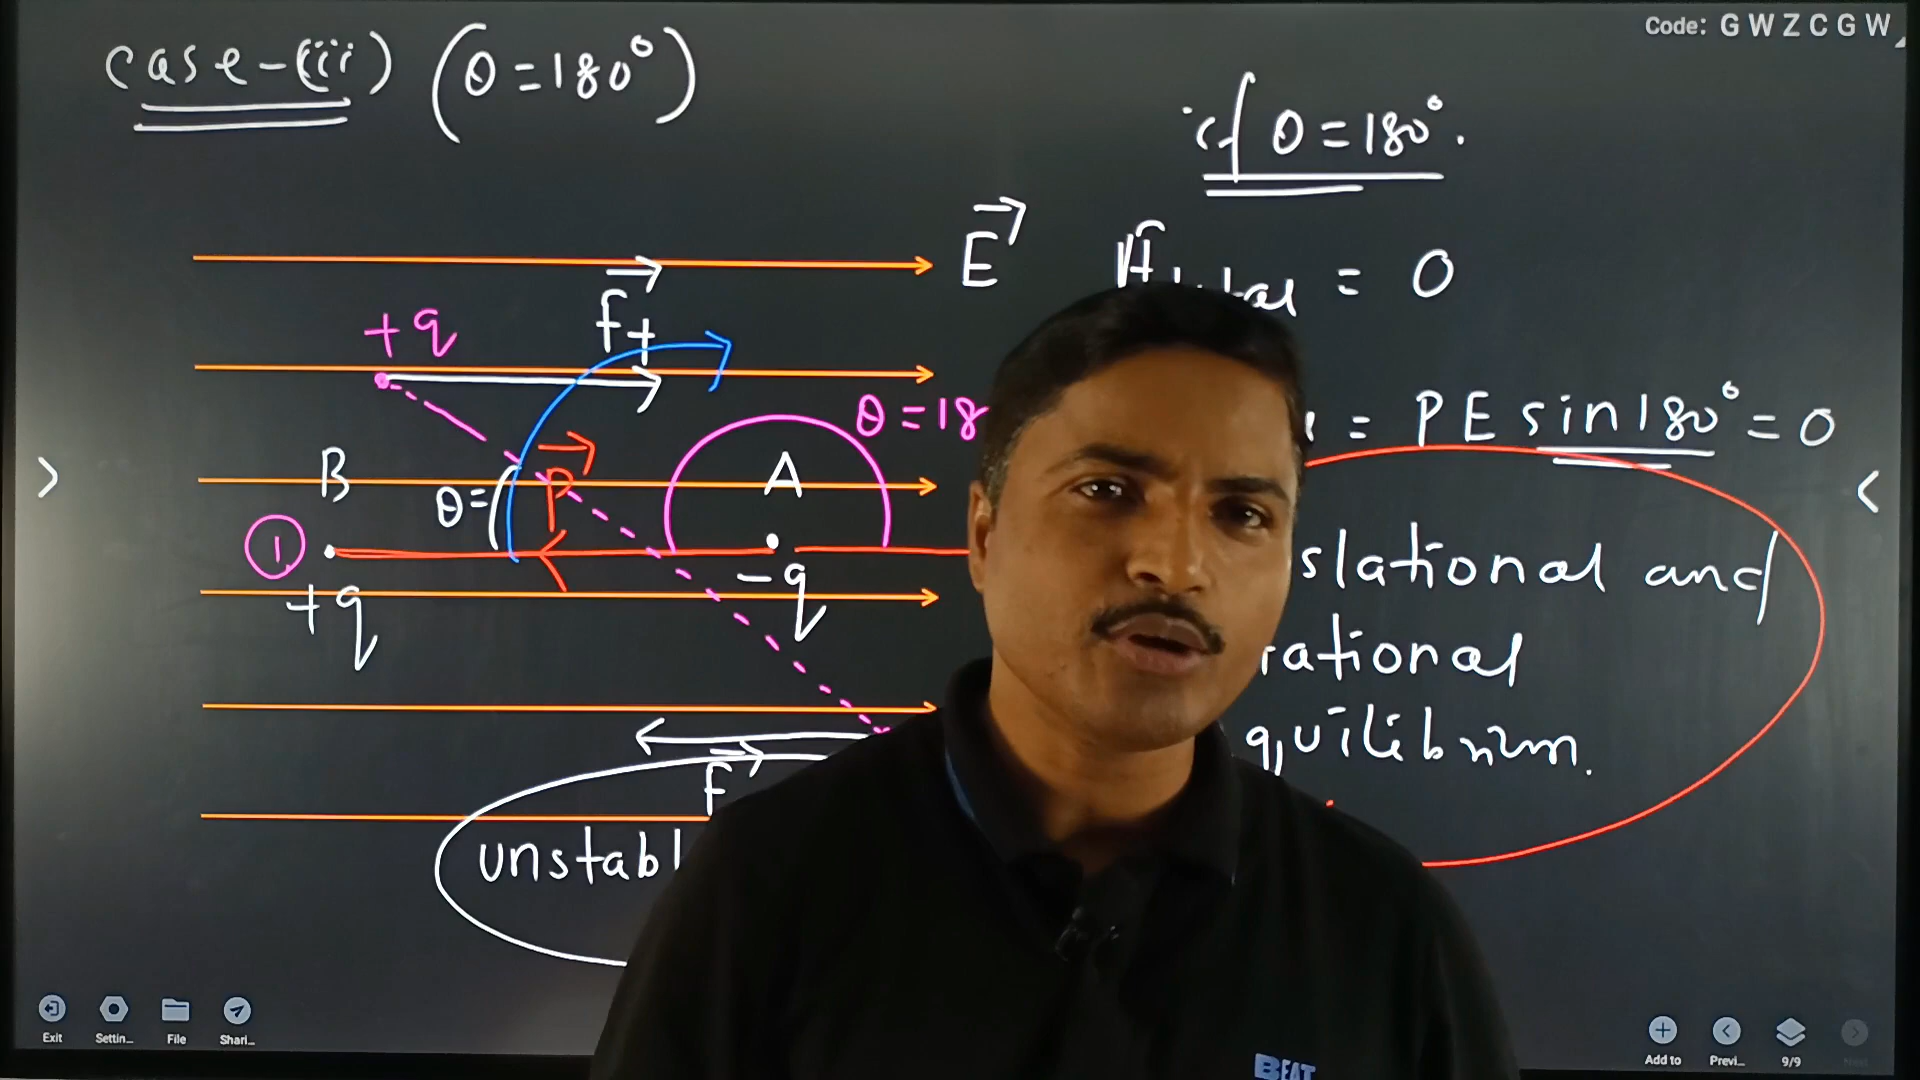 Code: GWZCGW
case-(iii) (θ=180°)
if θ=180°.
E
= 0
+q
F+
θ=18
= PE sin180° = 0
B
A
θ=
P
1
slational and
-q
+q
rational
quilibrium.
F
unstabl
Exit
Settin...
File
Shari...
Add to
Previ...
9/9
BEAT